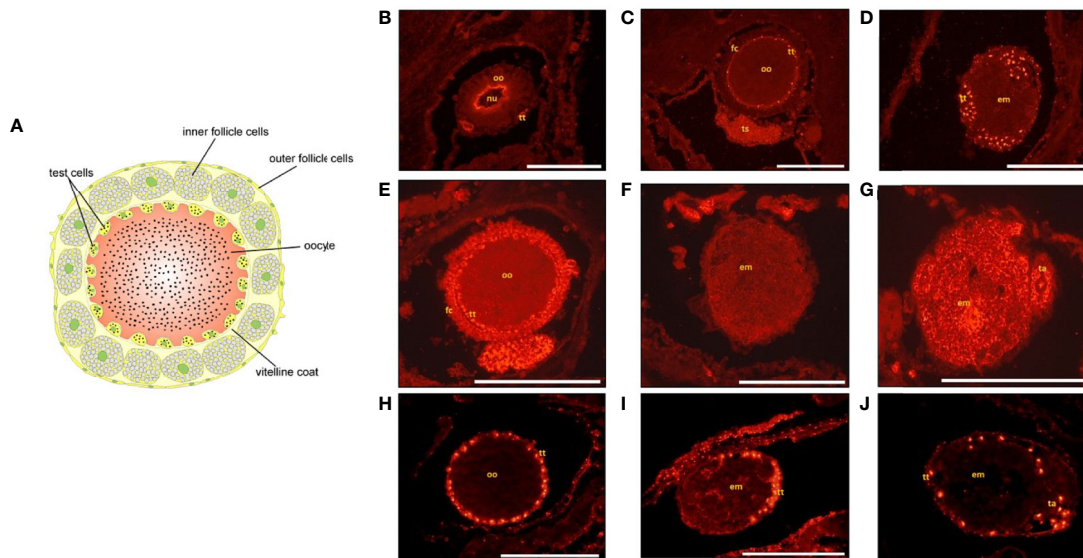 A
inner follicle cells
outer follicle cells
test cells
oocyte
vitelline coat
B
oo
nu
tt
C
fc
tt
oo
ts
D
tt
em
E
oo
fc
tt
F
em
G
ta
em
H
tt
oo
I
em
tt
J
tt
em
ta